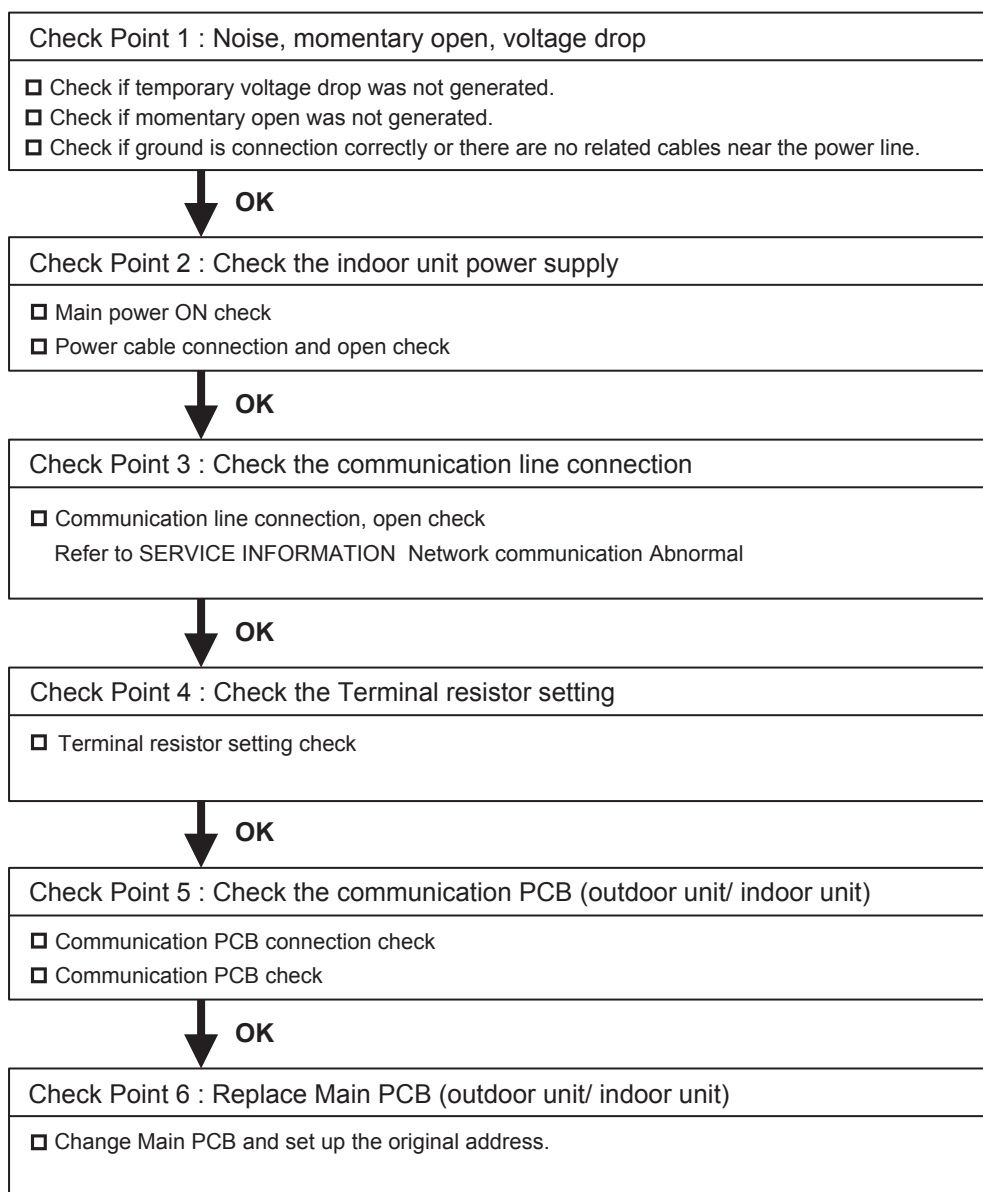 Check Point 1 : Noise, momentary open, voltage drop
Check if temporary voltage drop was not generated.
Check if momentary open was not generated.
Check if ground is connection correctly or there are no related cables near the power line.
OK
Check Point 2 : Check the indoor unit power supply
Main power ON check
Power cable connection and open check
OK
Check Point 3 : Check the communication line connection
Communication line connection, open check
Refer to SERVICE INFORMATION  Network communication Abnormal
OK
Check Point 4 : Check the Terminal resistor setting
Terminal resistor setting check
OK
Check Point 5 : Check the communication PCB (outdoor unit/ indoor unit)
Communication PCB connection check
Communication PCB check
OK
Check Point 6 : Replace Main PCB (outdoor unit/ indoor unit)
Change Main PCB and set up the original address.